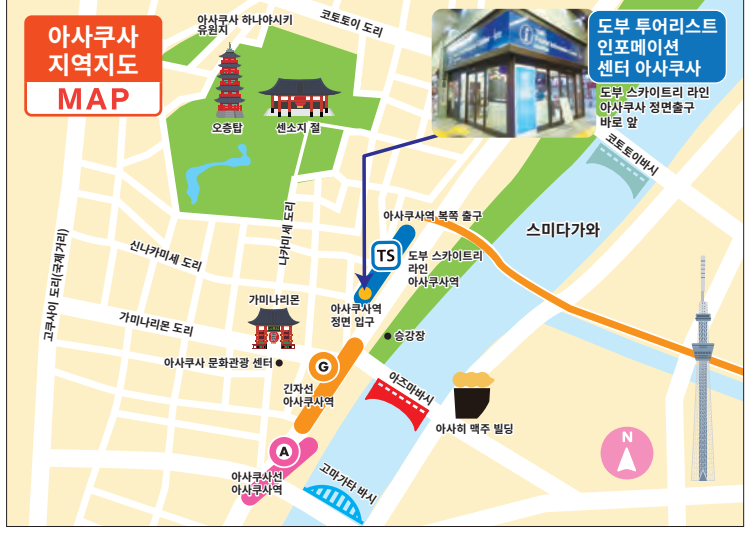 아사쿠사
지역지도
MAP
아사쿠사 하나야시키
유원지
코토토이 도리
도부 투어리스트
인포메이션
센터 아사쿠사
도부 스카이트리 라인
아사쿠사 정면출구
바로 앞
오층탑
센소지 절
코토토이바시
아사쿠사역 북쪽 출구
스미다가와
나카미세 도리
신나카미세 도리
TS
도부 스카이트리
라인
아사쿠사역
고쿠사이 도리(국제거리)
가미나리몬
아사쿠사역
정면 입구
가미나리몬 도리
승강장
아사쿠사 문화관광 센터
G
긴자선
아사쿠사역
아즈마바시
아사히 맥주 빌딩
N
A
아사쿠사선
아사쿠사역
고마가타 바시